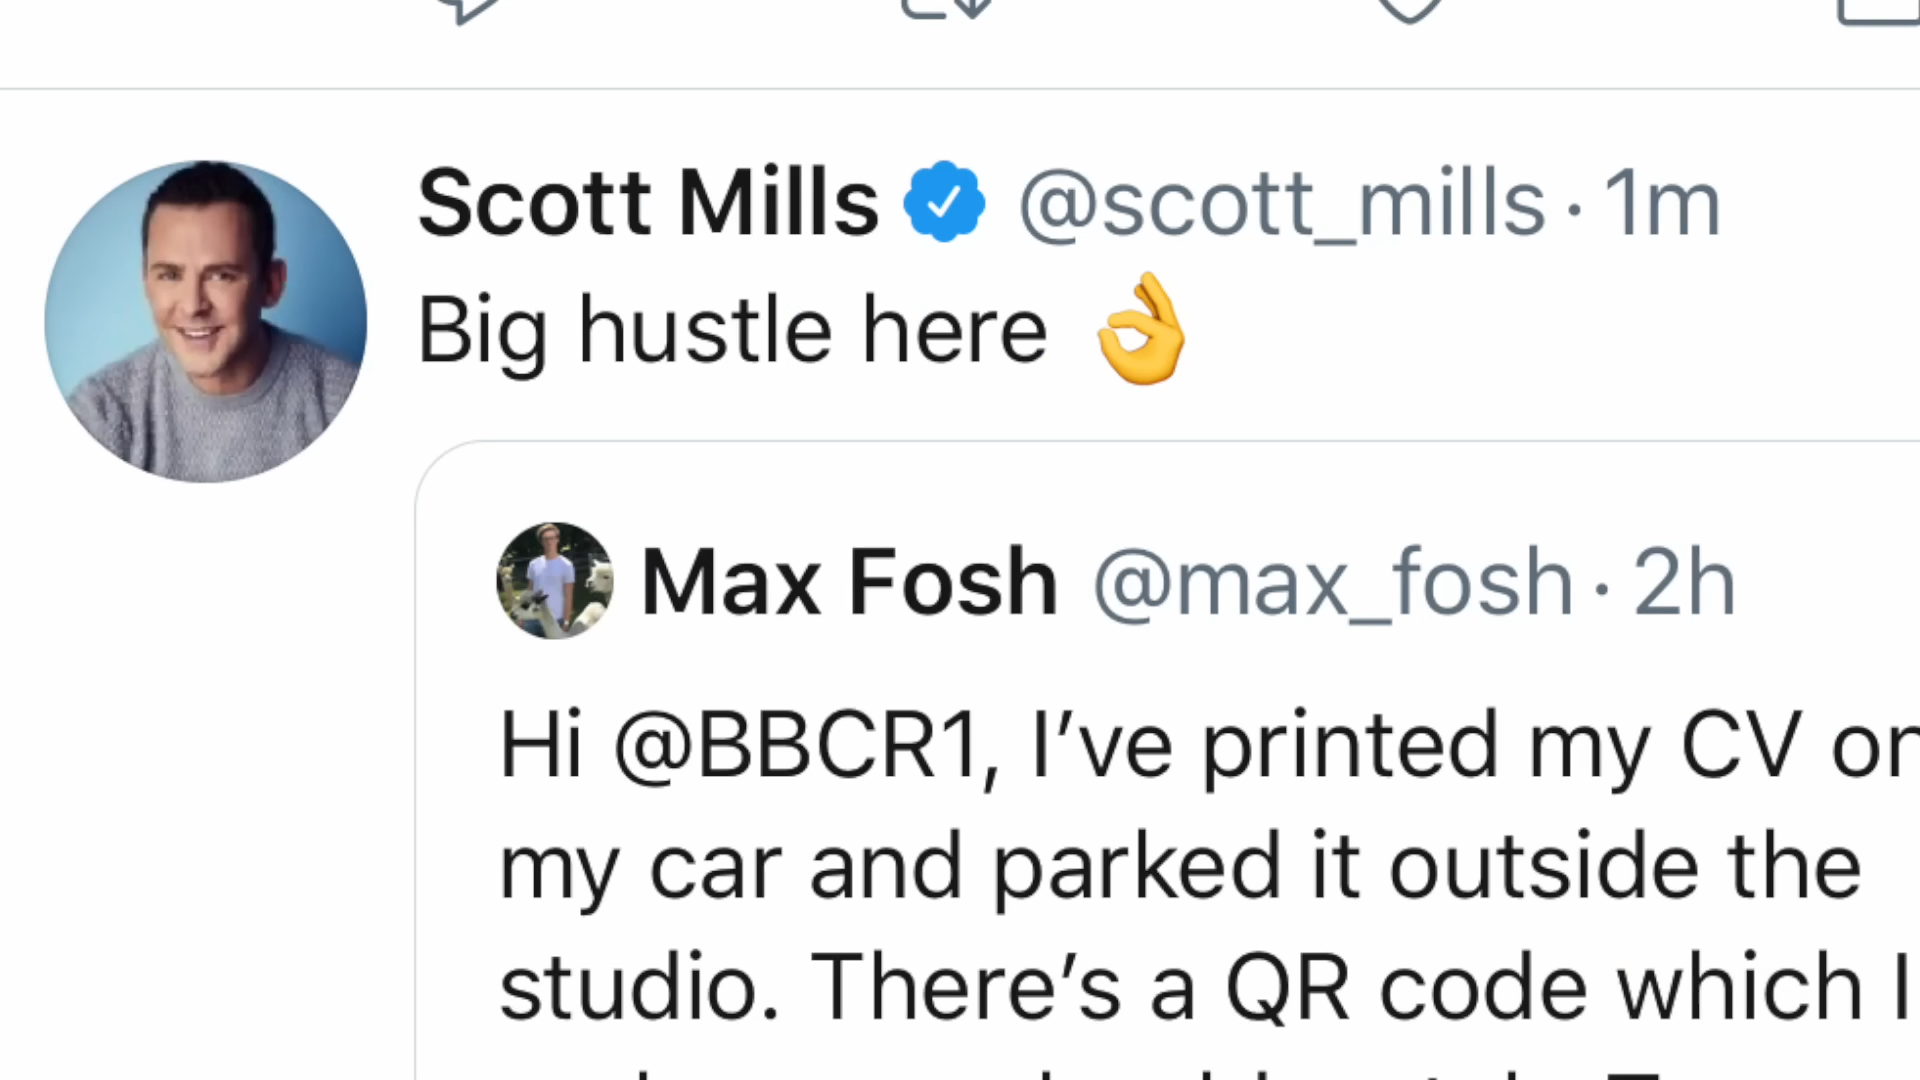 Scott Mills @scott_mills · 1m
Big hustle here 👌
Max Fosh @max_fosh · 2h
Hi @BBCR1, I’ve printed my CV on
my car and parked it outside the
studio. There’s a QR code which I